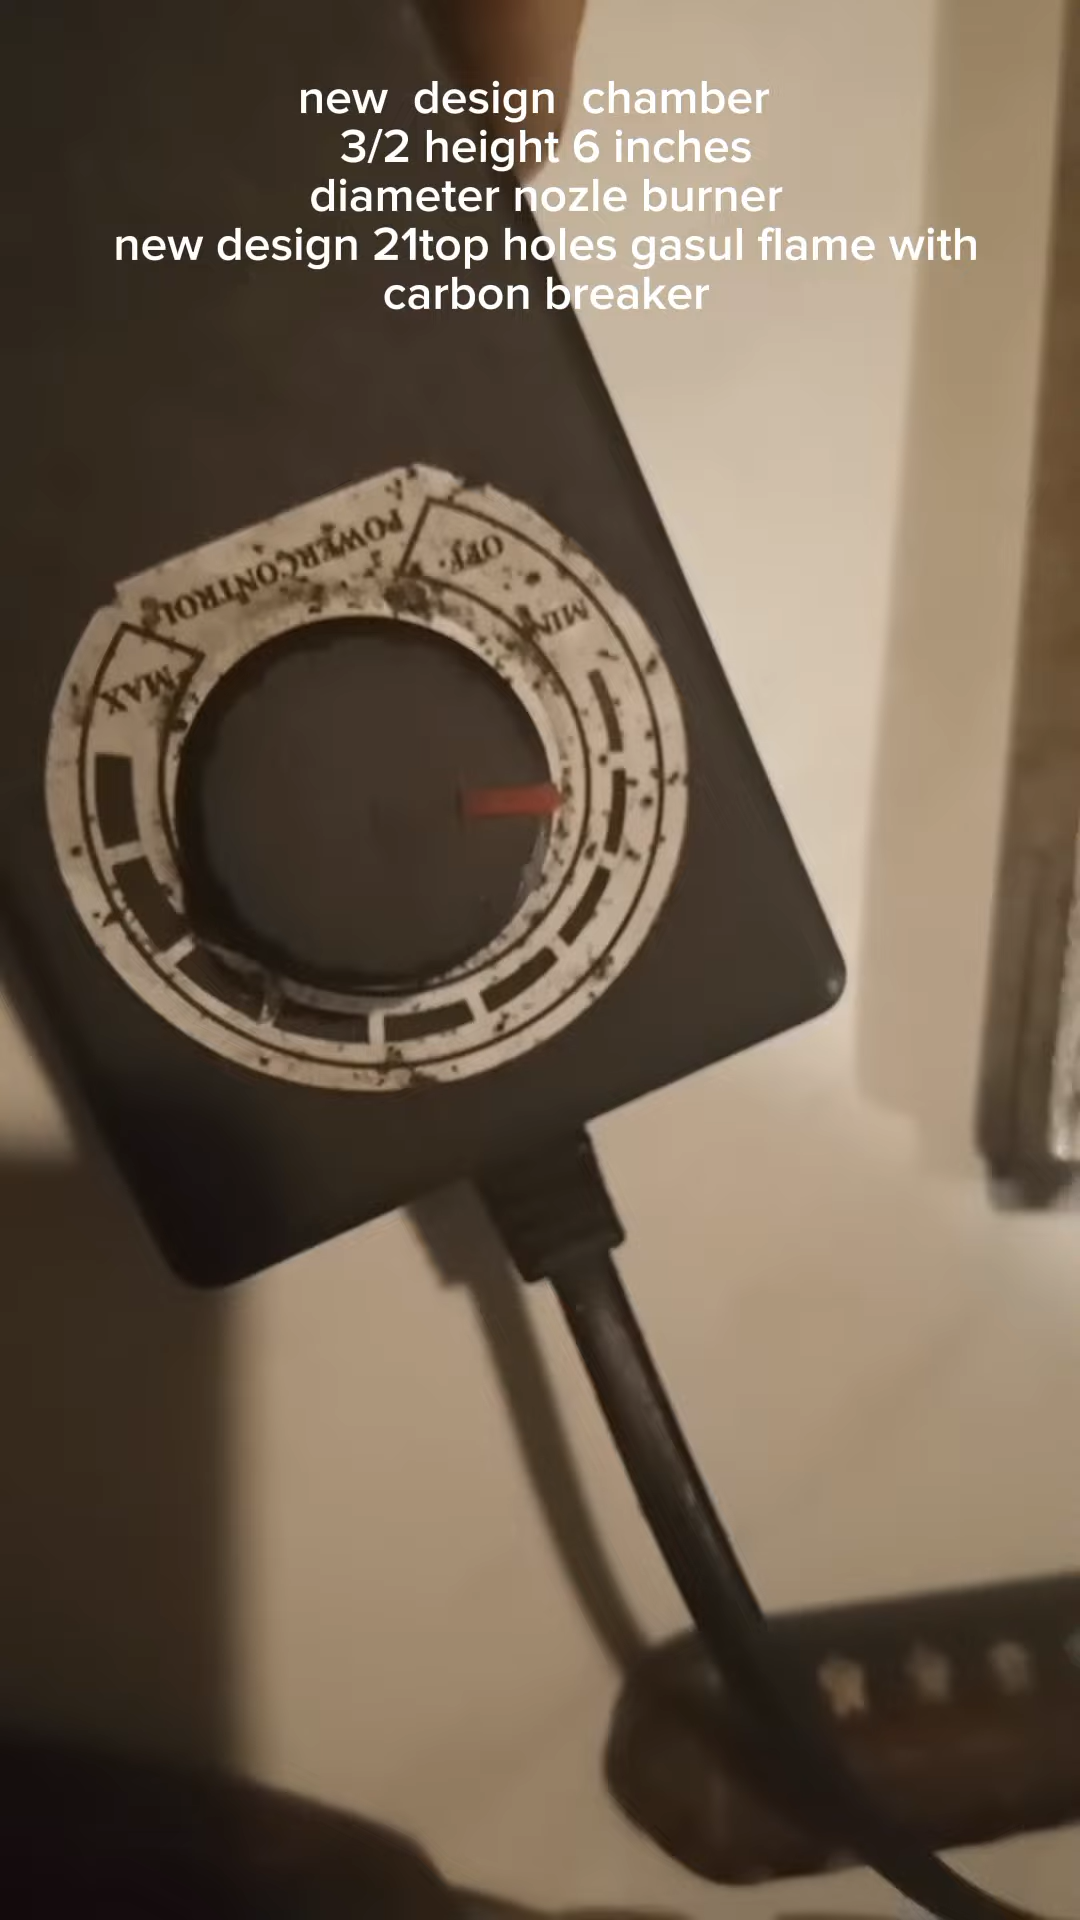 new design chamber
3/2 height 6 inches
diameter nozle burner
new design 21top holes gasul flame with
carbon breaker
POWERCONTROL
OFF
MIN
MAX